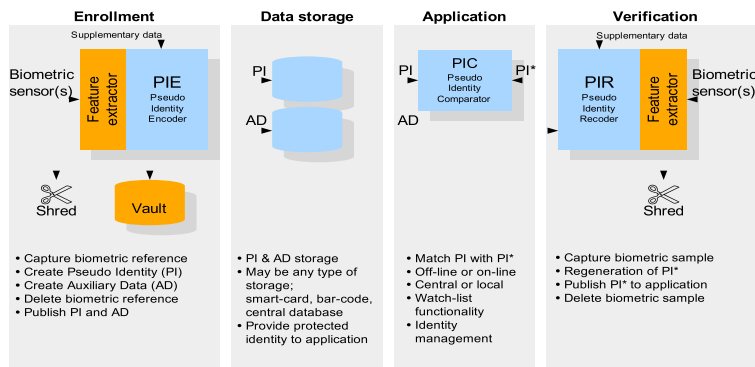 Enrollment
Supplementary data
Biometric
sensor(s)
Feature
extractor
PIE
Pseudo
Identity
Encoder
Shred
Vault
• Capture biometric reference
• Create Pseudo Identity (PI)
• Create Auxiliary Data (AD)
• Delete biometric reference
• Publish PI and AD
Data storage
PI
AD
• PI & AD storage
• May be any type of
storage;
smart-card, bar-code,
central database
• Provide protected
identity to application
Application
PI
PIC
Pseudo
Identity
Comparator
PI*
AD
• Match PI with PI*
• Off-line or on-line
• Central or local
• Watch-list
functionality
• Identity
management
Verification
Supplementary data
PIR
Pseudo
Identity
Recoder
Feature
extractor
Biometric
sensor(s)
Shred
• Capture biometric sample
• Regeneration of PI*
• Publish PI* to application
• Delete biometric sample